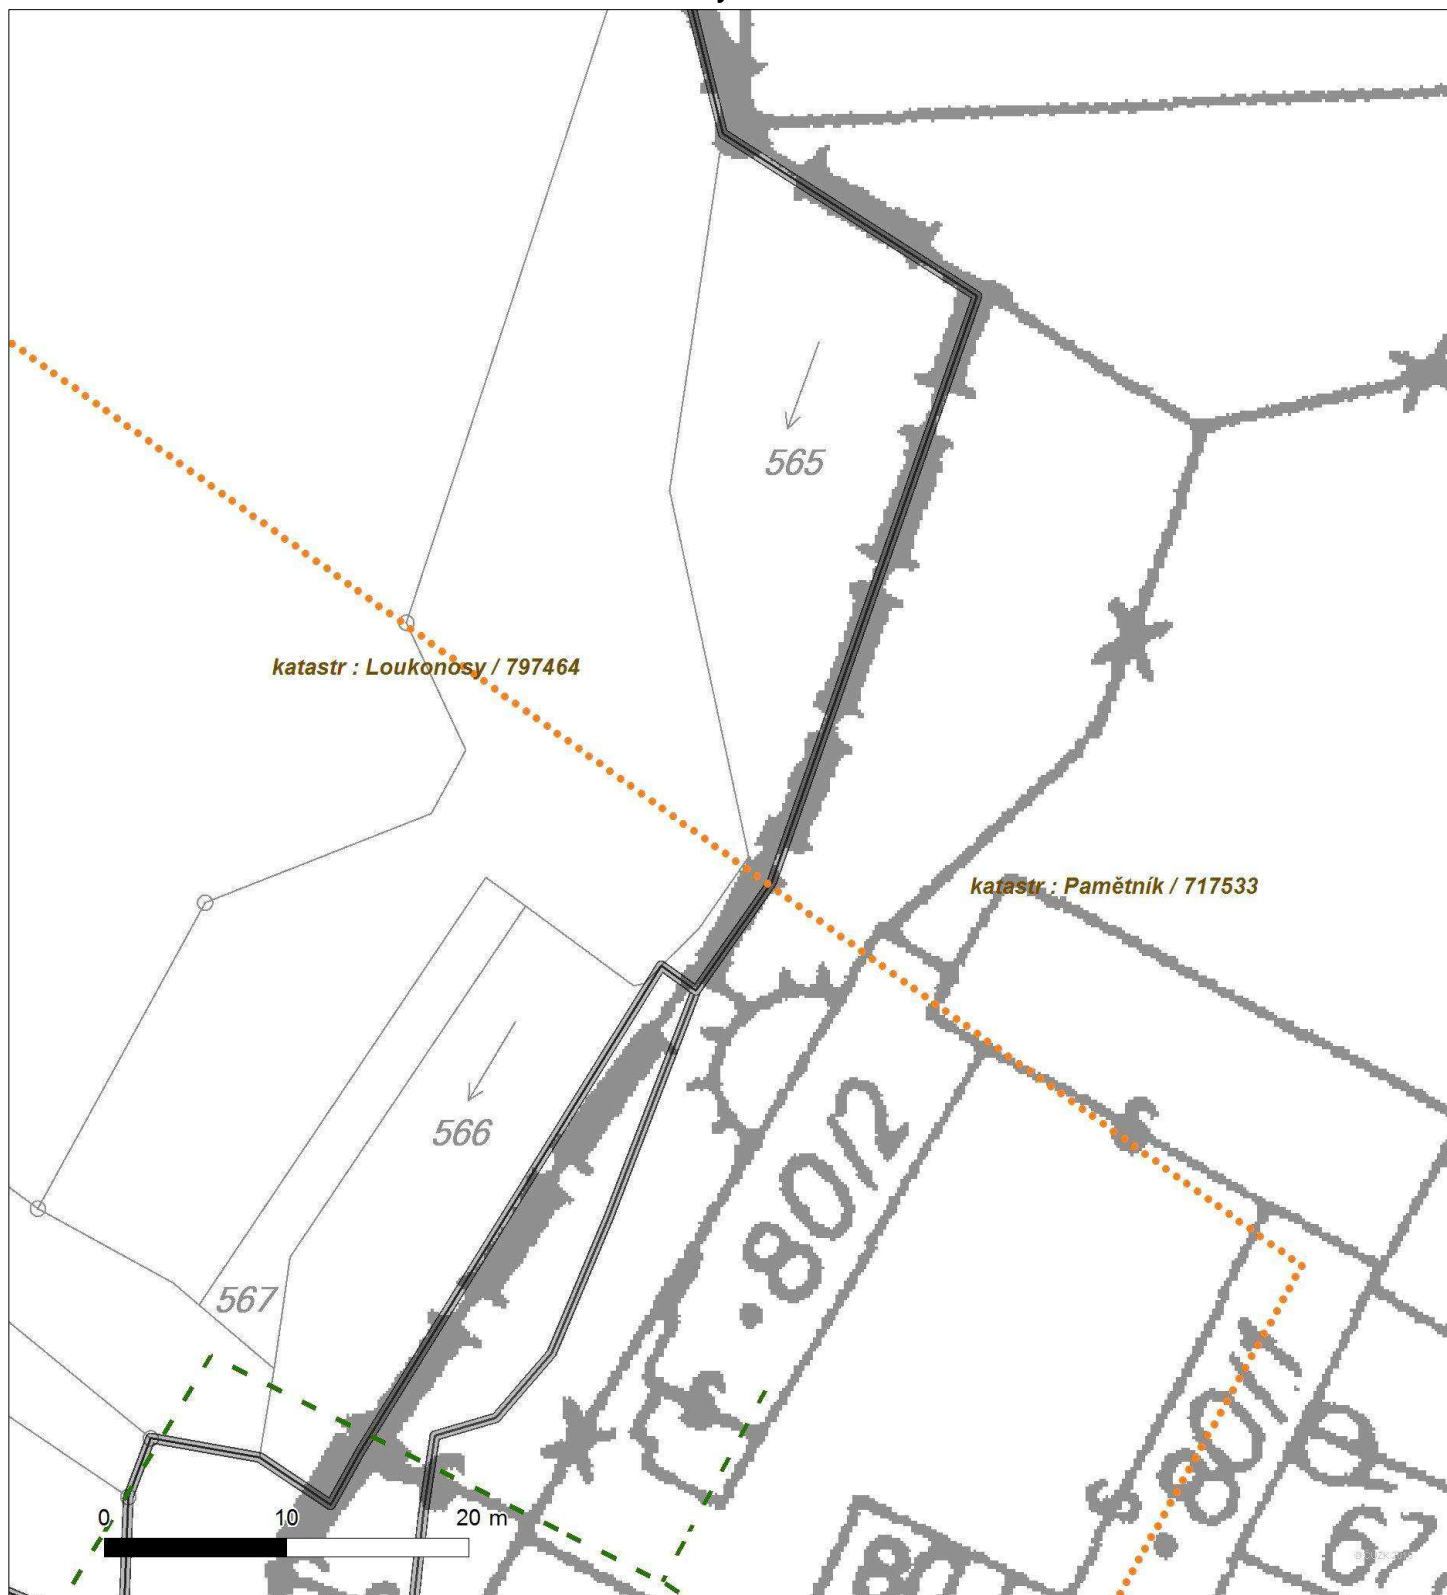 565
katastr : Loukonosy / 797464
katastr : Pamětník / 717533
566
.80/2
567
.80/1
0 10 20 m